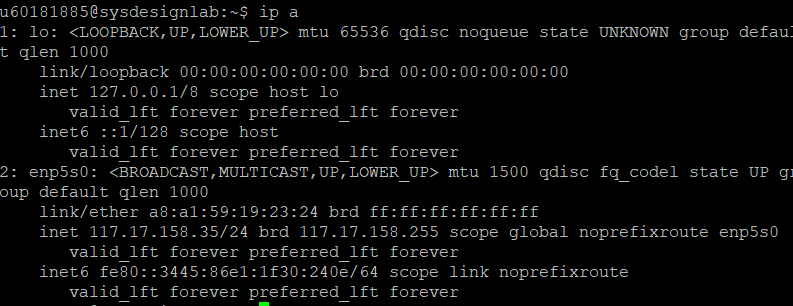 u60181885@sysdesignlab:~$ ip a
1: lo: <LOOPBACK,UP,LOWER_UP> mtu 65536 qdisc noqueue state UNKNOWN group defaul
t qlen 1000
    link/loopback 00:00:00:00:00:00 brd 00:00:00:00:00:00
    inet 127.0.0.1/8 scope host lo
       valid_lft forever preferred_lft forever
    inet6 ::1/128 scope host
       valid_lft forever preferred_lft forever
2: enp5s0: <BROADCAST,MULTICAST,UP,LOWER_UP> mtu 1500 qdisc fq_codel state UP gr
oup default qlen 1000
    link/ether a8:a1:59:19:23:24 brd ff:ff:ff:ff:ff:ff
    inet 117.17.158.35/24 brd 117.17.158.255 scope global noprefixroute enp5s0
       valid_lft forever preferred_lft forever
    inet6 fe80::3445:86e1:1f30:240e/64 scope link noprefixroute
       valid_lft forever preferred_lft forever